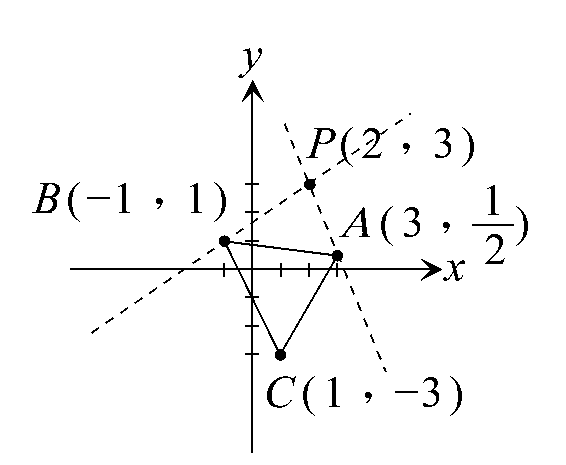 y
P(2 , 3)
B(−1 , 1)
A(3 , 1/2)
x
C(1 , −3)